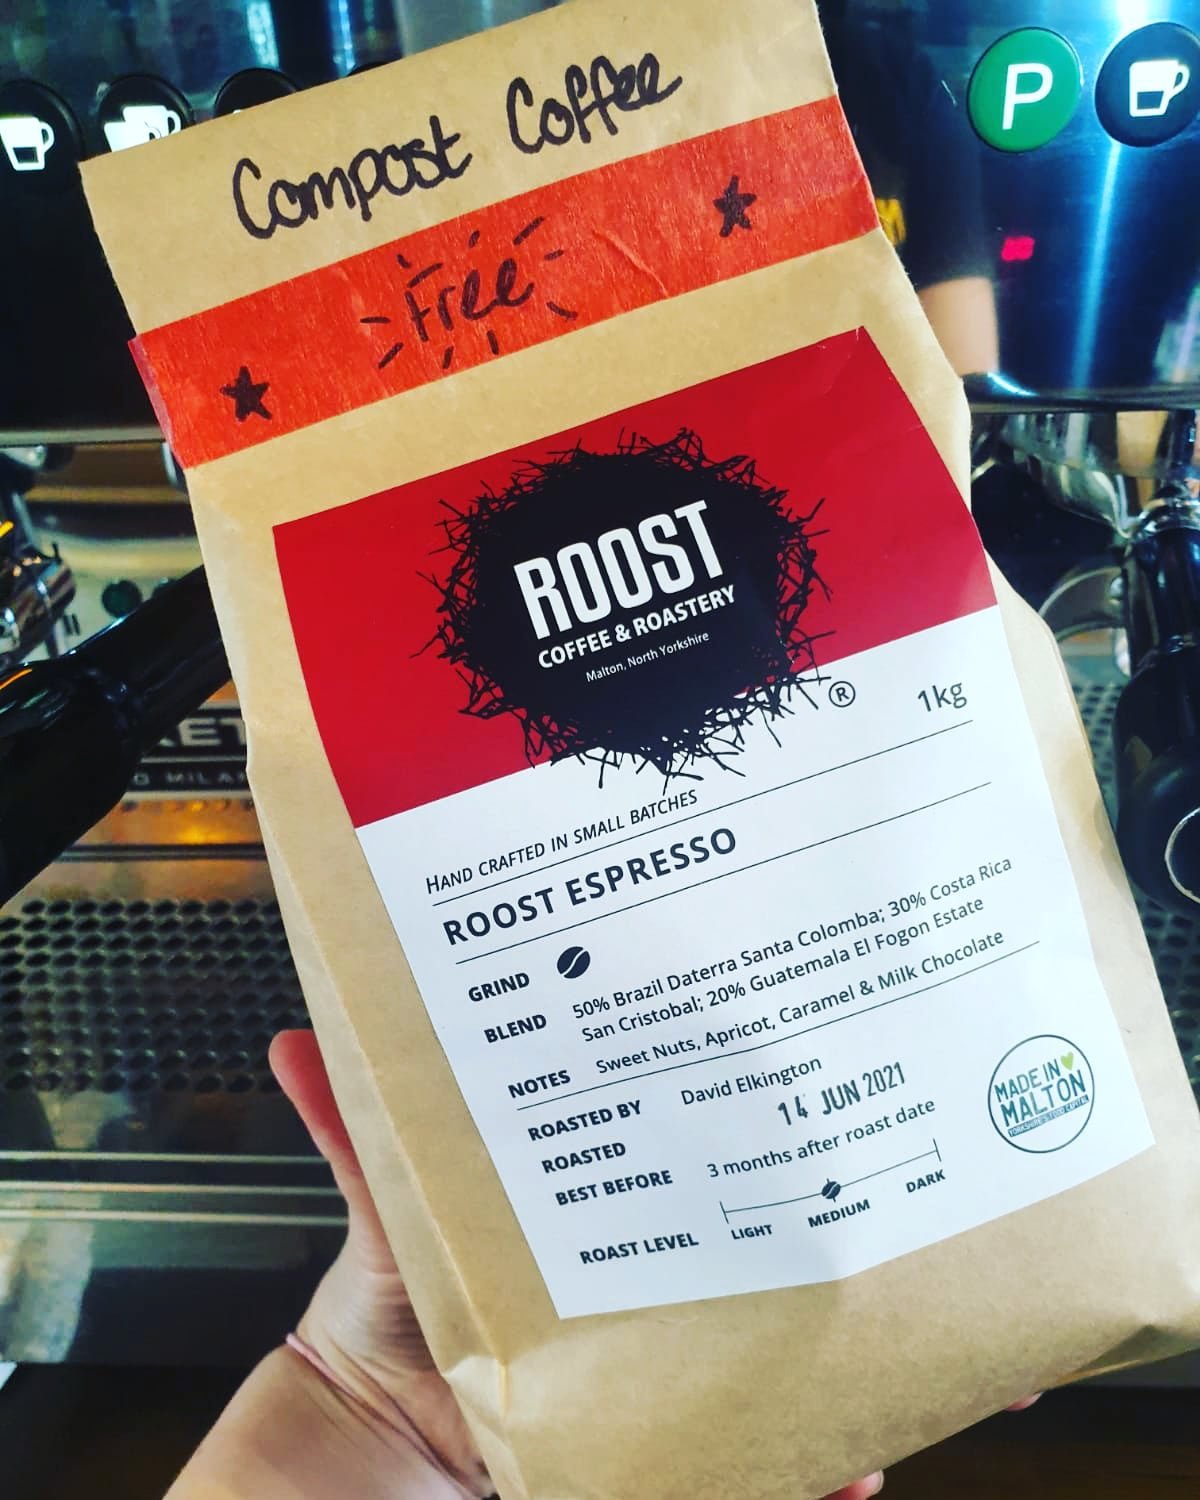 P
Compost Coffee
Free
ROOST
COFFEE & ROASTERY
Malton, North Yorkshire
®
1kg
HAND CRAFTED IN SMALL BATCHES
ROOST ESPRESSO
GRIND
BLEND 50% Brazil Daterra Santa Colomba; 30% Costa Rica
San Cristobal; 20% Guatemala El Fogon Estate
NOTES Sweet Nuts, Apricot, Caramel & Milk Chocolate
ROASTED BY David Elkington
ROASTED 14 JUN 2021
BEST BEFORE 3 months after roast date
ROAST LEVEL LIGHT MEDIUM DARK
MADE IN
MALTON
YORKSHIRE'S FOOD CAPITAL